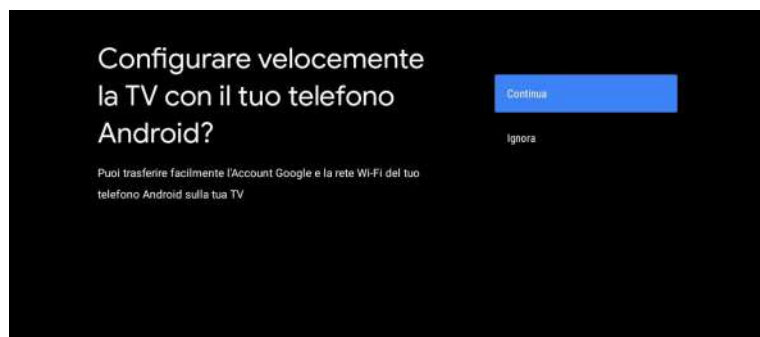 Configurare velocemente
la TV con il tuo telefono
Android?
Puoi trasferire facilmente l'Account Google e la rete Wi-Fi del tuo
telefono Android sulla tua TV
Continua
Ignora